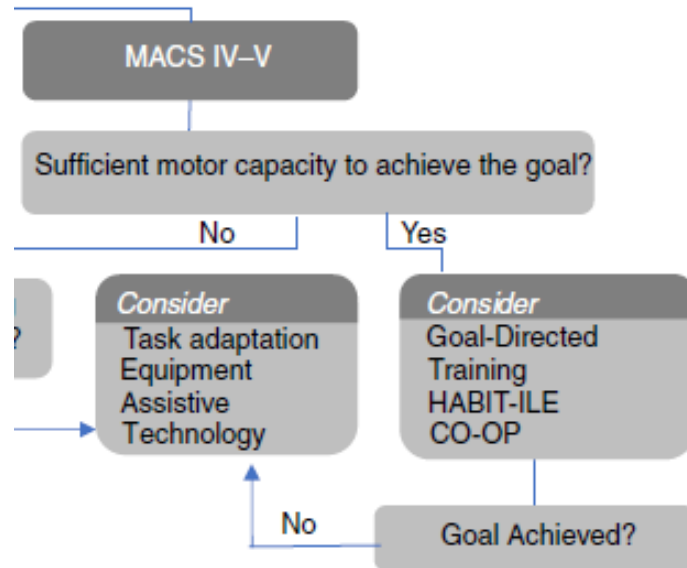 MACS IV–V
Sufficient motor capacity to achieve the goal?
No
Yes
?
Consider
Task adaptation
Equipment
Assistive
Technology
Consider
Goal-Directed
Training
HABIT-ILE
CO-OP
No
Goal Achieved?